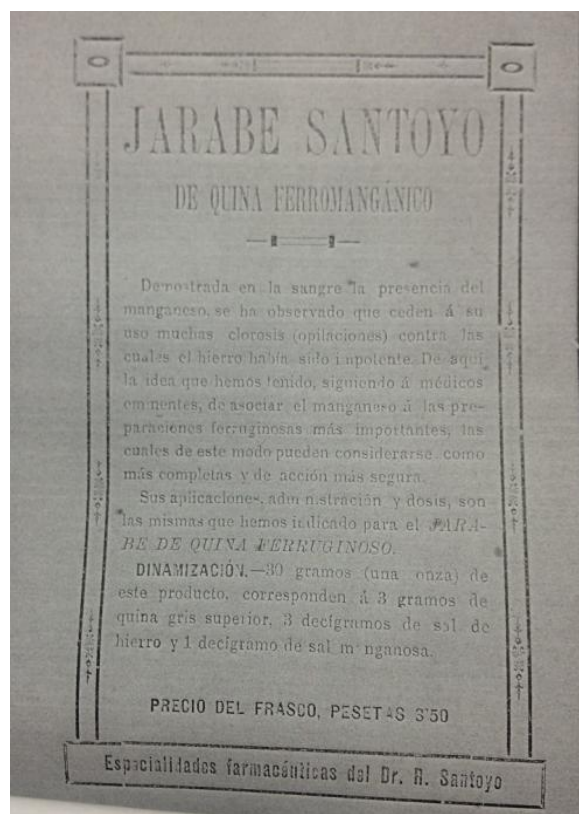 JARABE SANTOYO
DE QUINA FERROMANGÁNICO
Demostrada en la sangre la presencia del
manganeso, se ha observado que ceden á su
uso muchas clorosis (opilaciones) contra las
cuales el hierro había sido impotente. De aquí
la idea que hemos tenido, siguiendo á médicos
eminentes, de asociar el manganeso á las pre-
paraciones ferruginosas más importantes, las
cuales de este modo pueden considerarse como
más completas y de acción más segura.
Sus aplicaciones, administración y dosis, son
las mismas que hemos indicado para el JARA-
BE DE QUINA FERRUGINOSO.
DINAMIZACIÓN.—30 gramos (una onza) de
este producto, corresponden á 3 gramos de
quina gris superior, 3 decígramos de sal de
hierro y 1 decígramo de sal manganosa.
PRECIO DEL FRASCO, PESETAS 3'50
Especialidades farmacéuticas del Dr. R. Santoyo